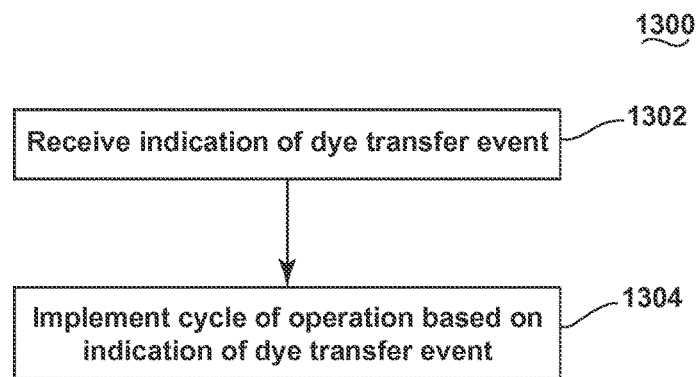 1300
Receive indication of dye transfer event
1302
Implement cycle of operation based on
indication of dye transfer event
1304